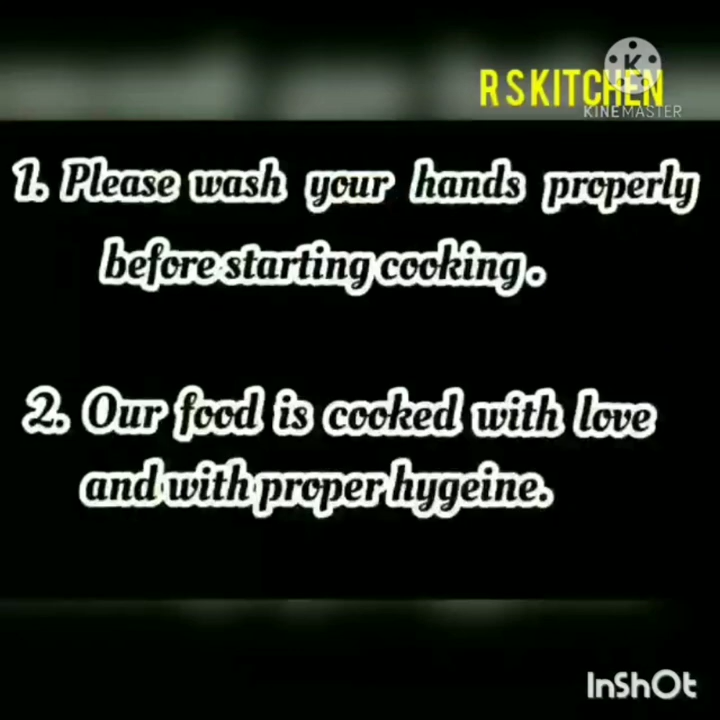 R S KITCHEN
KINEMASTER
1. Please wash your hands properly
before starting cooking.
2. Our food is cooked with love
and with proper hygeine.
InShOt